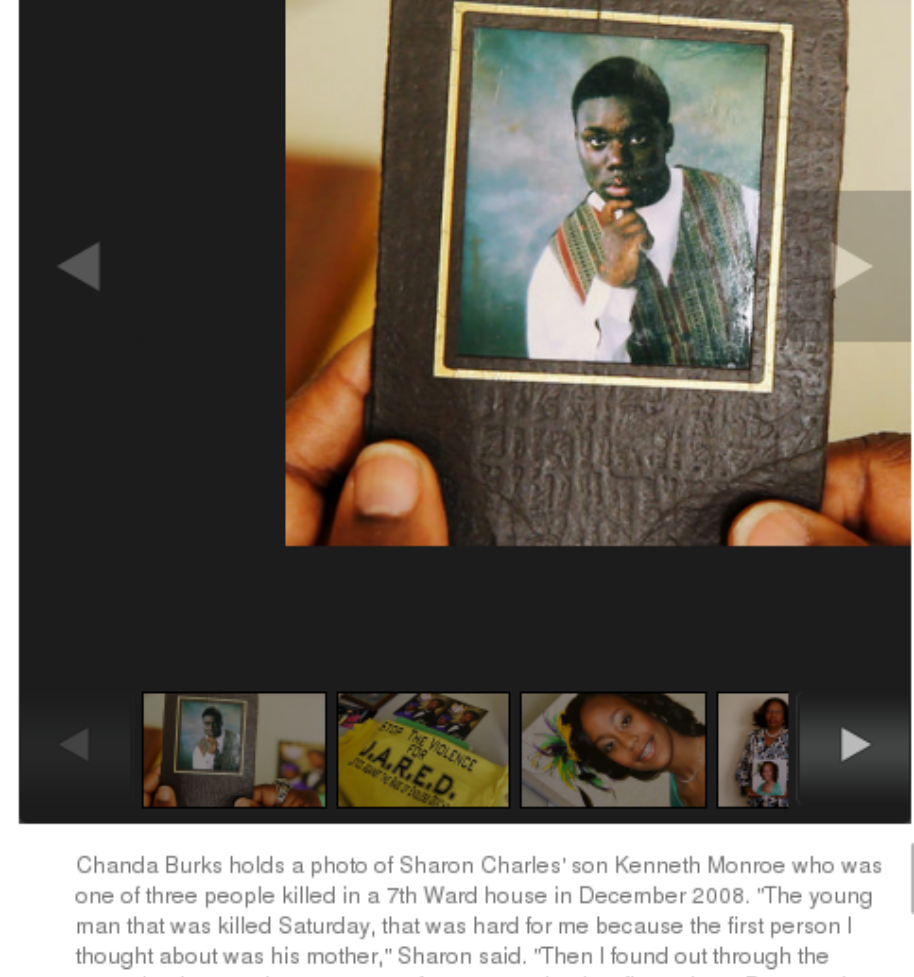 STOP THE VIOLENCE
FOR
J.A.R.E.D.
Chanda Burks holds a photo of Sharon Charles' son Kenneth Monroe who was
one of three people killed in a 7th Ward house in December 2008. "The young
man that was killed Saturday, that was hard for me because the first person I
thought about was his mother," Sharon said. "Then I found out through the